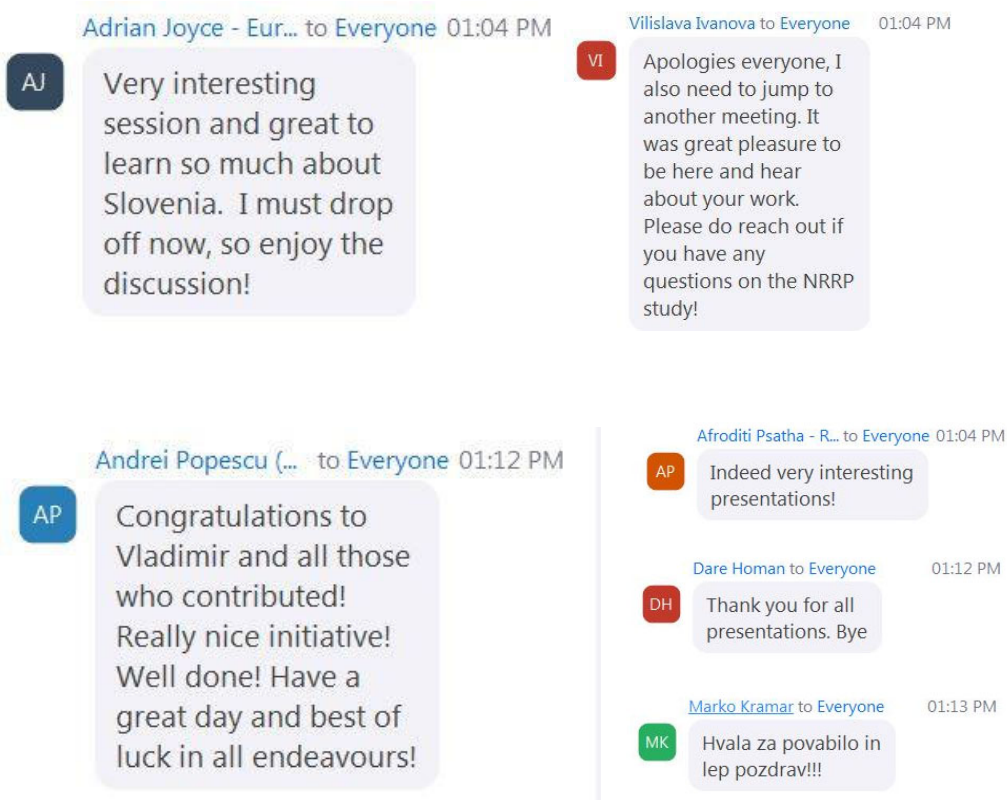 Adrian Joyce - Eur... to Everyone 01:04 PM
AJ
Very interesting
session and great to
learn so much about
Slovenia.  I must drop
off now, so enjoy the
discussion!
Vilislava Ivanova to Everyone 01:04 PM
VI
Apologies everyone, I
also need to jump to
another meeting. It
was great pleasure to
be here and hear
about your work.
Please do reach out if
you have any
questions on the NRRP
study!
Andrei Popescu (... to Everyone 01:12 PM
AP
Congratulations to
Vladimir and all those
who contributed!
Really nice initiative!
Well done! Have a
great day and best of
luck in all endeavours!
Afroditi Psatha - R... to Everyone 01:04 PM
AP
Indeed very interesting
presentations!
Dare Homan to Everyone 01:12 PM
DH
Thank you for all
presentations. Bye
Marko Kramar to Everyone 01:13 PM
MK
Hvala za povabilo in
lep pozdrav!!!